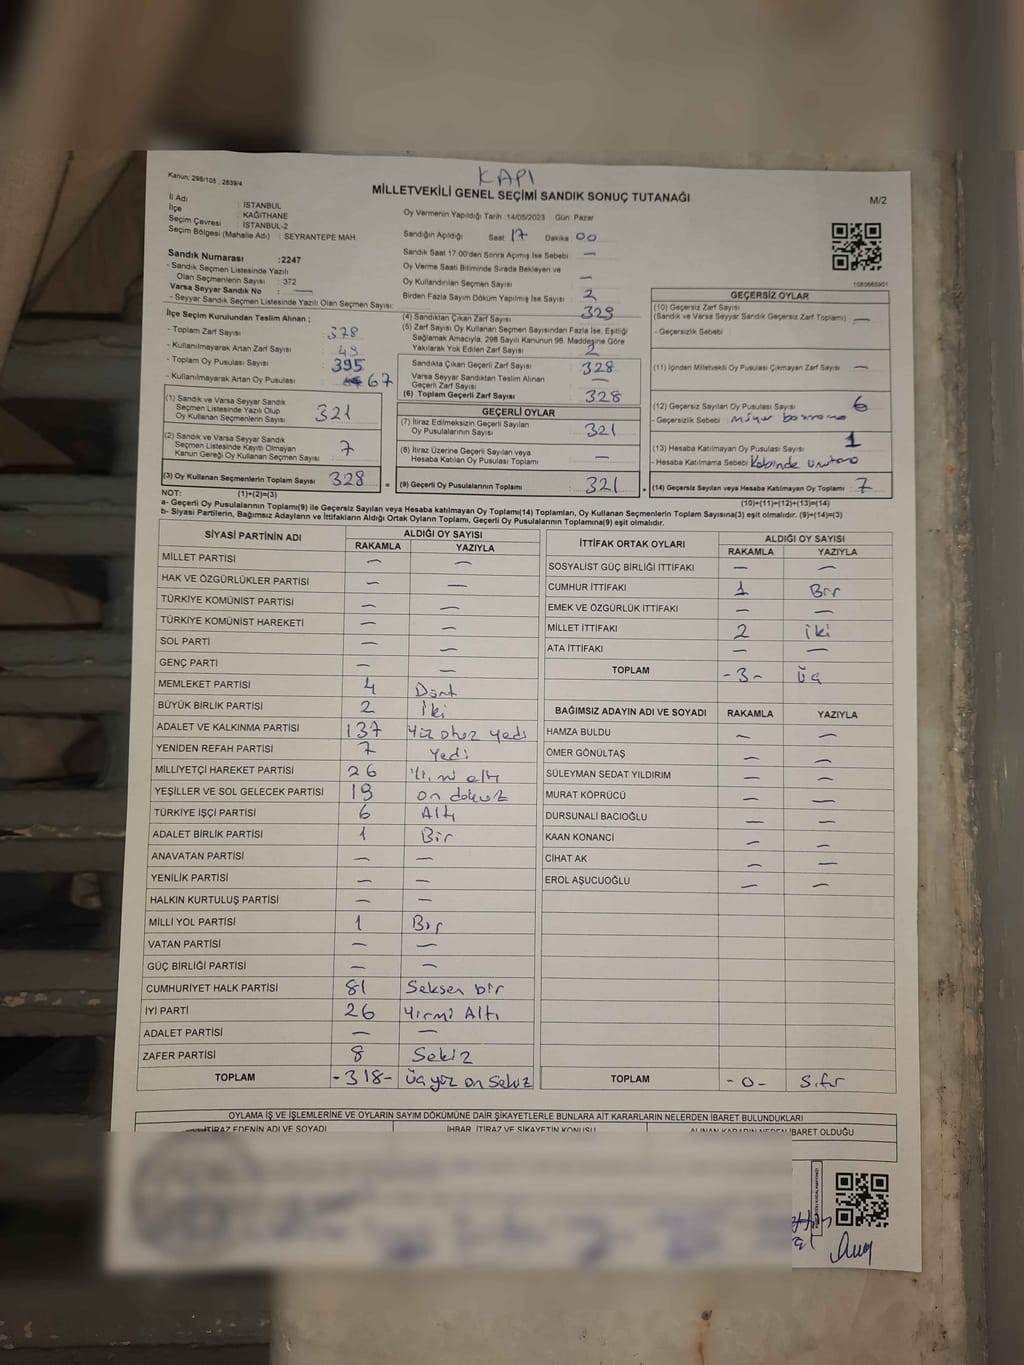 KAPI
Kanun: 298/105 , 2839/4
MİLLETVEKİLİ GENEL SEÇİMİ SANDIK SONUÇ TUTANAĞI
M/2
İl Adı : İSTANBUL
İlçe : KAĞITHANE
Seçim Çevresi : İSTANBUL-2
Seçim Bölgesi (Mahalle Adı) : SEYRANTEPE MAH.
Sandık Numarası :2247
- Sandık Seçmen Listesinde Yazılı
Olan Seçmenlerin Sayısı : 372
Varsa Seyyar Sandık No : —
- Seyyar Sandık Seçmen Listesinde Yazılı Olan Seçmen Sayısı: —
Oy Vermenin Yapıldığı Tarih :14/05/2023 Gün: Pazar
Sandığın Açıldığı Saat: 17 Dakika: 00
Sandık Saat 17:00'den Sonra Açılmış İse Sebebi : —
Oy Verme Saati Bitiminde Sırada Bekleyen ve
Oy Kullandırılan Seçmen Sayısı : —
Birden Fazla Sayım Döküm Yapılmış İse Sayısı : 2
İlçe Seçim Kurulundan Teslim Alınan ;
- Toplam Zarf Sayısı : 378
- Kullanılmayarak Artan Zarf Sayısı : 49
- Toplam Oy Pusulası Sayısı : 395
- Kullanılmayarak Artan Oy Pusulası : 67
(1) Sandık ve Varsa Seyyar Sandık
Seçmen Listesinde Yazılı Olup
Oy Kullanan Seçmenlerin Sayısı : 321
(2) Sandık ve Varsa Seyyar Sandık
Seçmen Listesinde Kayıtlı Olmayan
Kanun Gereği Oy Kullanan Seçmen Sayısı : 7
(3) Oy Kullanan Seçmenlerin Toplam Sayısı : 328
(4) Sandıktan Çıkan Zarf Sayısı : 329
(5) Zarf Sayısı Oy Kullanan Seçmen Sayısından Fazla İse, Eşitliği
Sağlamak Amacıyla; 298 Sayılı Kanunun 98. Maddesine Göre
Yakılarak Yok Edilen Zarf Sayısı :
Sandıkta Çıkan Geçerli Zarf Sayısı : 328
Varsa Seyyar Sandıktan Teslim Alınan
Geçerli Zarf Sayısı : —
(6) Toplam Geçerli Zarf Sayısı : 328
GEÇERLİ OYLAR
(7) İtiraz Edilmeksizin Geçerli Sayılan
Oy Pusulalarının Sayısı : 321
(8) İtiraz Üzerine Geçerli Sayılan veya
Hesaba Katılan Oy Pusulası Toplamı : —
= (9) Geçerli Oy Pusulalarının Toplamı : 321
GEÇERSİZ OYLAR
(10) Geçersiz Zarf Sayısı
(Sandık ve Varsa Seyyar Sandık Geçersiz Zarf Toplamı): —
- Geçersizlik Sebebi :
(11) İçinden Milletvekili Oy Pusulası Çıkmayan Zarf Sayısı : —
(12) Geçersiz Sayılan Oy Pusulası Sayısı : 6
- Geçersizlik Sebebi :
(13) Hesaba Katılmayan Oy Pusulası Sayısı : 1
- Hesaba Katılmama Sebebi : Kabinde
+ (14) Geçersiz Sayılan veya Hesaba Katılmayan Oy Toplamı : 7
NOT: (1)+(2)=(3)
(10)+(11)+(12)+(13)=(14)
a- Geçerli Oy Pusulaları Toplamı(9) ile Geçersiz Sayılan veya Hesaba katılmayan Oy Toplamı(14) Toplamları, Oy Kullanan Seçmenlerin Toplam Sayısına(3) eşit olmalıdır. (9)+(14)=(3)
b- Siyasi Partilerin, Bağımsız Adayların ve İttifakların Aldığı Ortak Oyların Toplamı, Geçerli Oy Pusulalarının Toplamına(9) eşit olmalıdır.
SİYASİ PARTİNİN ADI ALDIĞI OY SAYISI
RAKAMLA YAZIYLA
MİLLET PARTİSİ — —
HAK VE ÖZGÜRLÜKLER PARTİSİ — —
TÜRKİYE KOMÜNİST PARTİSİ — —
TÜRKİYE KOMÜNİST HAREKETİ — —
SOL PARTİ — —
GENÇ PARTİ — —
MEMLEKET PARTİSİ 4 Dört
BÜYÜK BİRLİK PARTİSİ 2 İki
ADALET VE KALKINMA PARTİSİ 137 Yüz otuz yedi
YENİDEN REFAH PARTİSİ 7 Yedi
MİLLİYETÇİ HAREKET PARTİSİ 26 Yirmi altı
YEŞİLLER VE SOL GELECEK PARTİSİ 19 on dokuz
TÜRKİYE İŞÇİ PARTİSİ 6 Altı
ADALET BİRLİK PARTİSİ 1 Bir
ANAVATAN PARTİSİ — —
YENİLİK PARTİSİ — —
HALKIN KURTULUŞ PARTİSİ — —
MİLLİ YOL PARTİSİ 1 Bir
VATAN PARTİSİ — —
GÜÇ BİRLİĞİ PARTİSİ — —
CUMHURİYET HALK PARTİSİ 81 Seksen bir
İYİ PARTİ 26 Yirmi Altı
ADALET PARTİSİ — —
ZAFER PARTİSİ 8 Sekiz
TOPLAM -318- Üç yüz on Sekiz
İTTİFAK ORTAK OYLARI ALDIĞI OY SAYISI
RAKAMLA YAZIYLA
SOSYALİST GÜÇ BİRLİĞİ İTTİFAKI — —
CUMHUR İTTİFAKI 1 Bir
EMEK VE ÖZGÜRLÜK İTTİFAKI — —
MİLLET İTTİFAKI 2 iki
ATA İTTİFAKI — —
TOPLAM -3- Üç
BAĞIMSIZ ADAYIN ADI VE SOYADI RAKAMLA YAZIYLA
HAMZA BULDU — —
ÖMER GÖNÜLTAŞ — —
SÜLEYMAN SEDAT YILDIRIM — —
MURAT KÖPRÜCÜ — —
DURSUNALİ BACIOĞLU — —
KAAN KONANCİ — —
CİHAT AK — —
EROL AŞUCUOĞLU — —
TOPLAM -0- Sıfır
OYLAMA İŞ VE İŞLEMLERİNE VE OYLARIN SAYIM DÖKÜMÜNE DAİR ŞİKAYETLERLE BUNLARA AİT KARARLARIN NELERDEN İBARET BULUNDUKLARI
İTİRAZ EDENİN ADI VE SOYADI İHBAR, İTİRAZ VE ŞİKAYETİN KONUSU ALINAN KARARIN NEDEN İBARET OLDUĞU